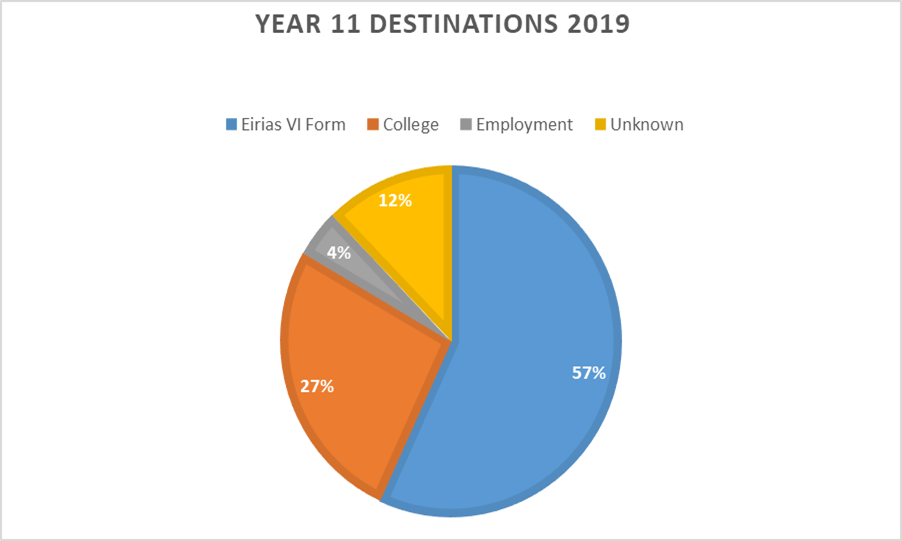 YEAR 11 DESTINATIONS 2019
Eirias VI Form College Employment Unknown
12%
4%
57%
27%